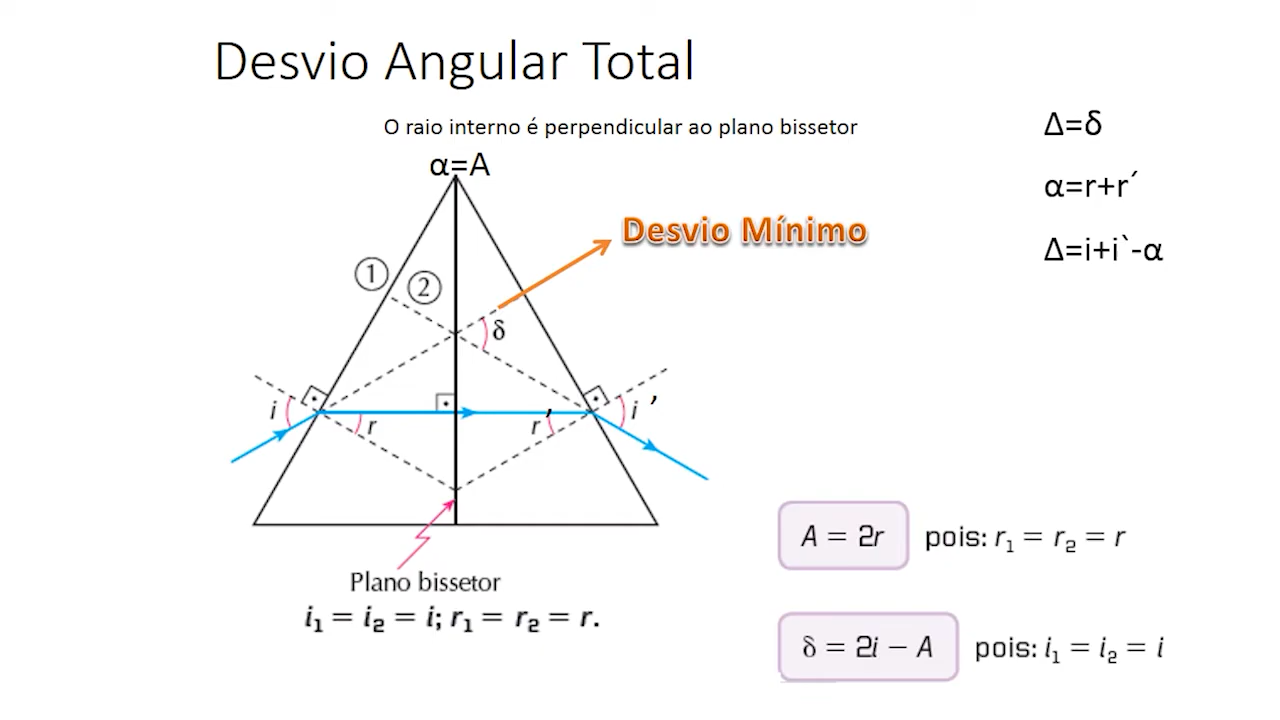 Desvio Angular Total
O raio interno é perpendicular ao plano bissetor
Δ=δ
α=r+r´
Δ=i+i`-α
α=A
Desvio Mínimo
1
2
δ
i
r
r’
i ’
Plano bissetor
i₁ = i₂ = i; r₁ = r₂ = r.
A = 2r pois: r₁ = r₂ = r
δ = 2i − A pois: i₁ = i₂ = i